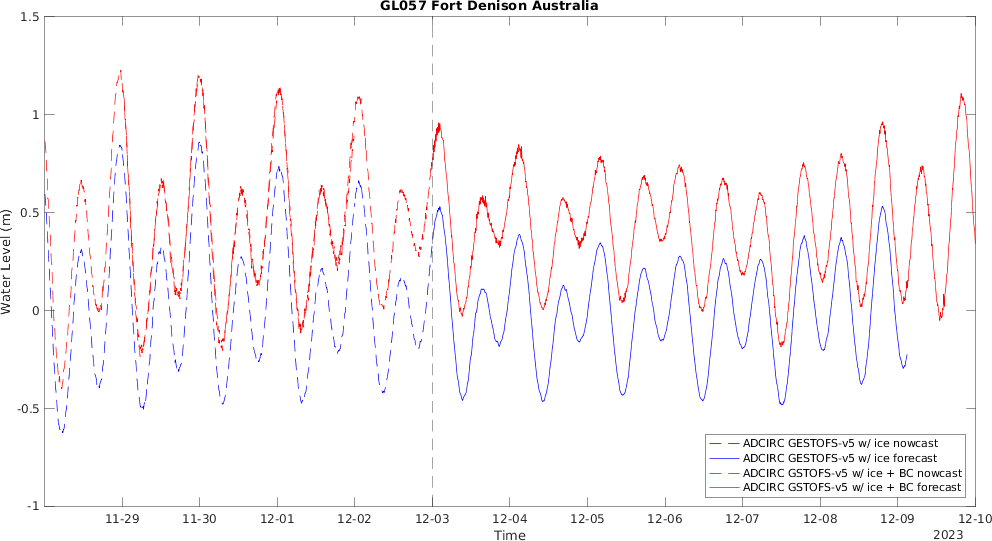 GL057 Fort Denison Australia
1.5
1
0.5
0
-0.5
-1
Water Level (m)
11-29
11-30
12-01
12-02
12-03
12-04
12-05
12-06
12-07
12-08
12-09
12-10
Time
2023
ADCIRC GESTOFS-v5 w/ ice nowcast
ADCIRC GESTOFS-v5 w/ ice forecast
ADCIRC GSTOFS-v5 w/ ice + BC nowcast
ADCIRC GSTOFS-v5 w/ ice + BC forecast